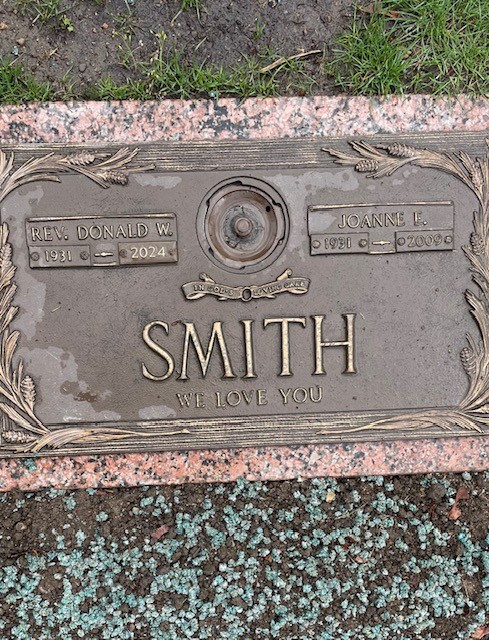 REV. DONALD W.
1931 2024
JOANNE E.
1931 2009
IN GOD'S LOVING CARE
SMITH
WE LOVE YOU